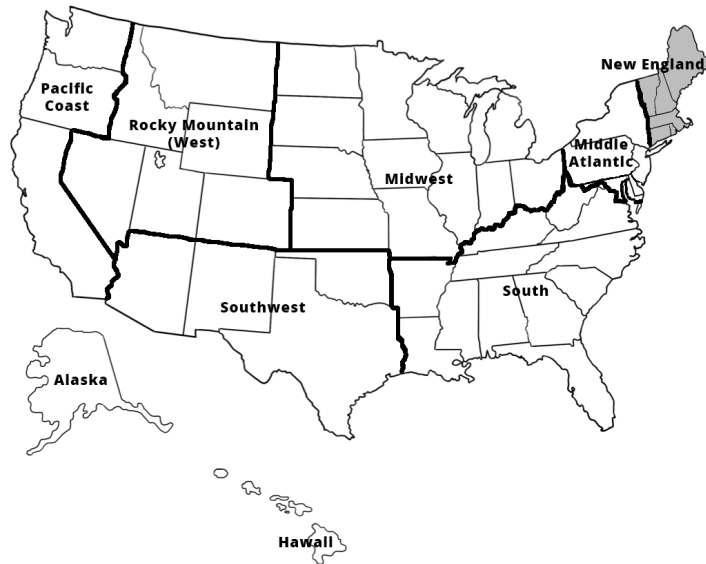 New England
Pacific
Coast
Rocky Mountain
(West)
Middle
Atlantic
Midwest
South
Southwest
Alaska
Hawaii